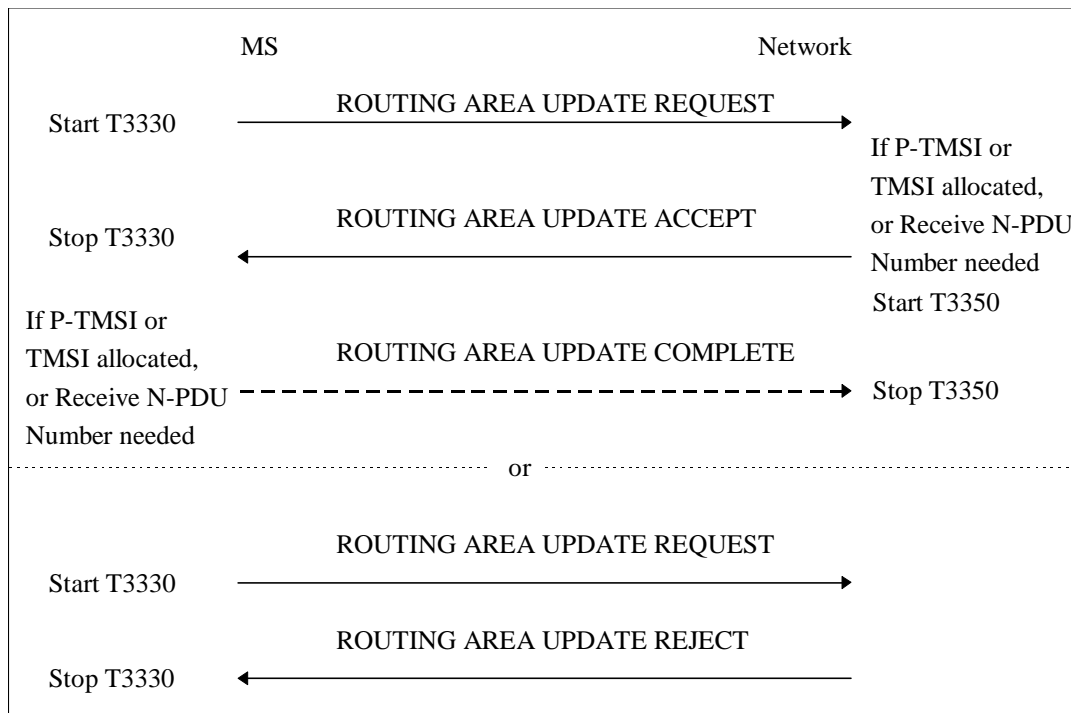 MS
Network
ROUTING AREA UPDATE REQUEST
Start T3330
If P-TMSI or
TMSI allocated,
or Receive N-PDU
Number needed
Start T3350
ROUTING AREA UPDATE ACCEPT
Stop T3330
If P-TMSI or
TMSI allocated,
or Receive N-PDU
Number needed
ROUTING AREA UPDATE COMPLETE
Stop T3350
or
ROUTING AREA UPDATE REQUEST
Start T3330
ROUTING AREA UPDATE REJECT
Stop T3330